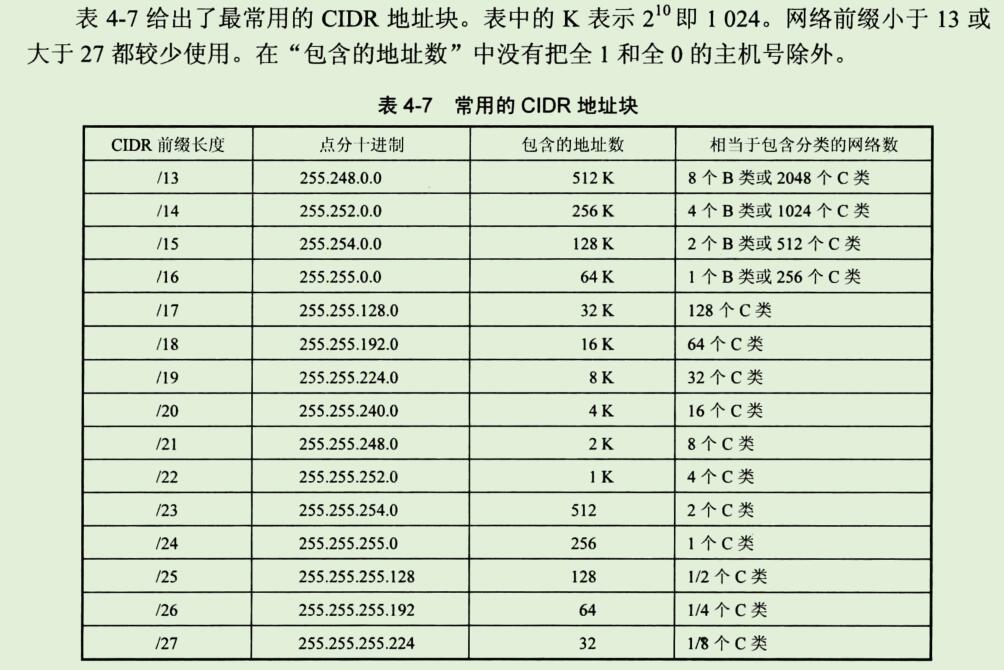 表 4-7 给出了最常用的 CIDR 地址块。表中的 K 表示 2¹⁰ 即 1 024。网络前缀小于 13 或
大于 27 都较少使用。在“包含的地址数”中没有把全 1 和全 0 的主机号除外。
表 4-7 常用的 CIDR 地址块
CIDR 前缀长度 点分十进制 包含的地址数 相当于包含分类的网络数
/13 255.248.0.0 512 K 8 个 B 类或 2048 个 C 类
/14 255.252.0.0 256 K 4 个 B 类或 1024 个 C 类
/15 255.254.0.0 128 K 2 个 B 类或 512 个 C 类
/16 255.255.0.0 64 K 1 个 B 类或 256 个 C 类
/17 255.255.128.0 32 K 128 个 C 类
/18 255.255.192.0 16 K 64 个 C 类
/19 255.255.224.0 8 K 32 个 C 类
/20 255.255.240.0 4 K 16 个 C 类
/21 255.255.248.0 2 K 8 个 C 类
/22 255.255.252.0 1 K 4 个 C 类
/23 255.255.254.0 512 2 个 C 类
/24 255.255.255.0 256 1 个 C 类
/25 255.255.255.128 128 1/2 个 C 类
/26 255.255.255.192 64 1/4 个 C 类
/27 255.255.255.224 32 1/8 个 C 类